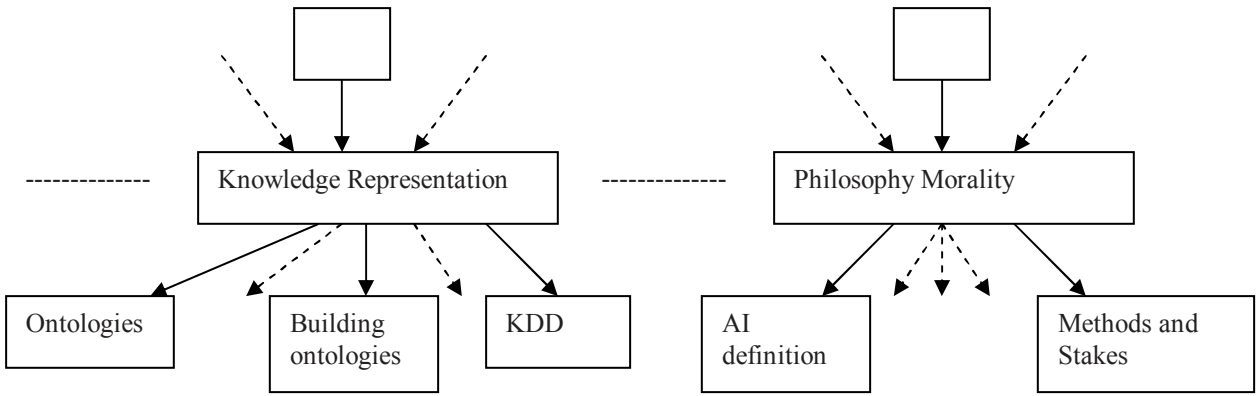 Knowledge Representation
Philosophy Morality
Ontologies
Building
ontologies
KDD
AI
definition
Methods and
Stakes